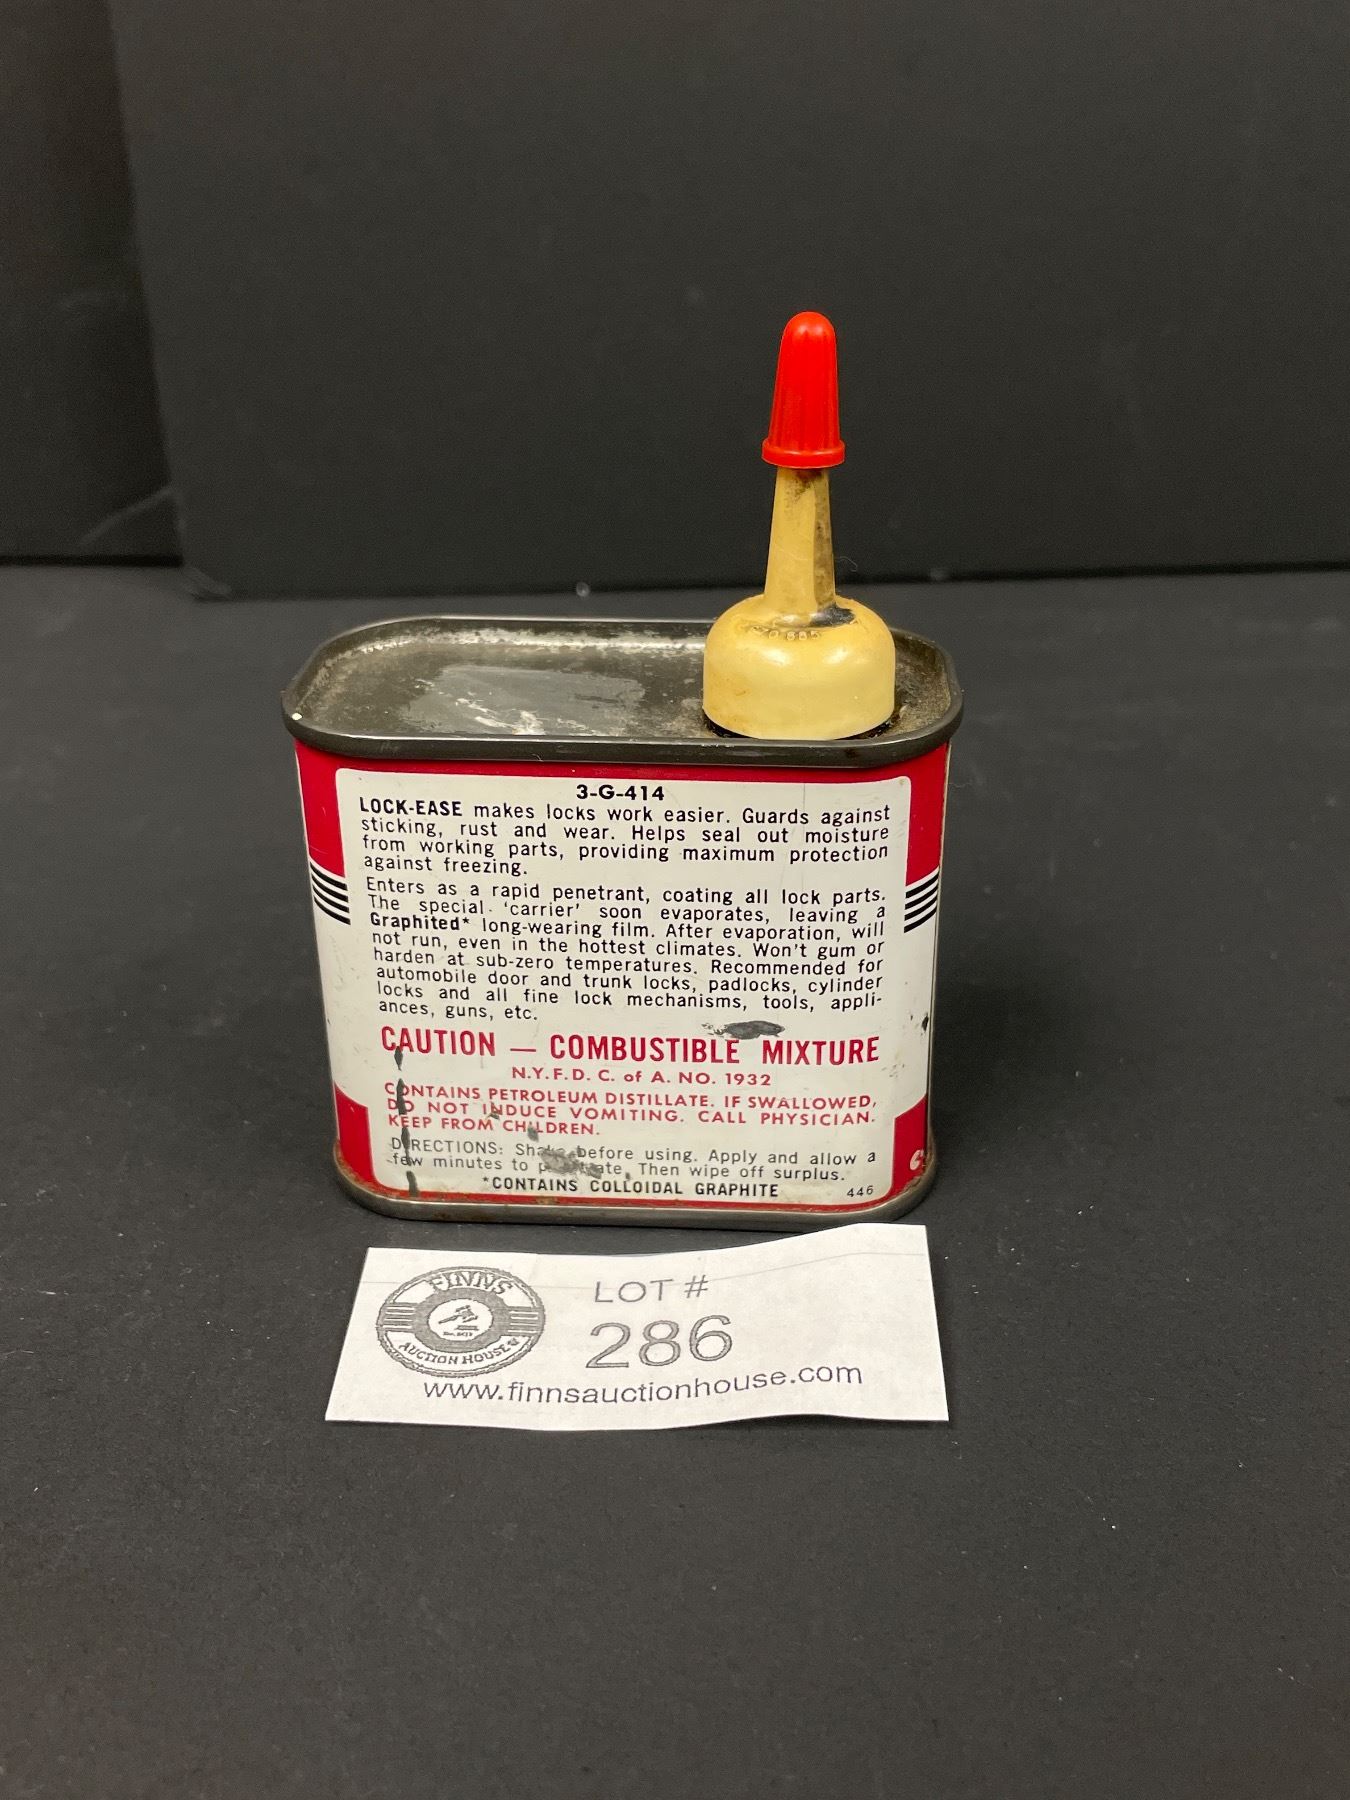 3-G-414
LOCK-EASE makes locks work easier. Guards against
sticking, rust and wear. Helps seal out moisture
from working parts, providing maximum protection
against freezing.
Enters as a rapid penetrant, coating all lock parts.
The special 'carrier' soon evaporates, leaving a
Graphited* long-wearing film. After evaporation, will
not run, even in the hottest climates. Won't gum or
harden at sub-zero temperatures. Recommended for
automobile door and trunk locks, padlocks, cylinder
locks and all fine lock mechanisms, tools, appli-
ances, guns, etc.
CAUTION — COMBUSTIBLE MIXTURE
N.Y.F.D. C. of A. NO. 1932
CONTAINS PETROLEUM DISTILLATE. IF SWALLOWED,
DO NOT INDUCE VOMITING. CALL PHYSICIAN.
KEEP FROM CHILDREN.
DIRECTIONS: Shake before using. Apply and allow a
few minutes to penetrate. Then wipe off surplus.
*CONTAINS COLLOIDAL GRAPHITE
446
FINNS
AUCTION HOUSE
LOT #
286
www.finnsauctionhouse.com